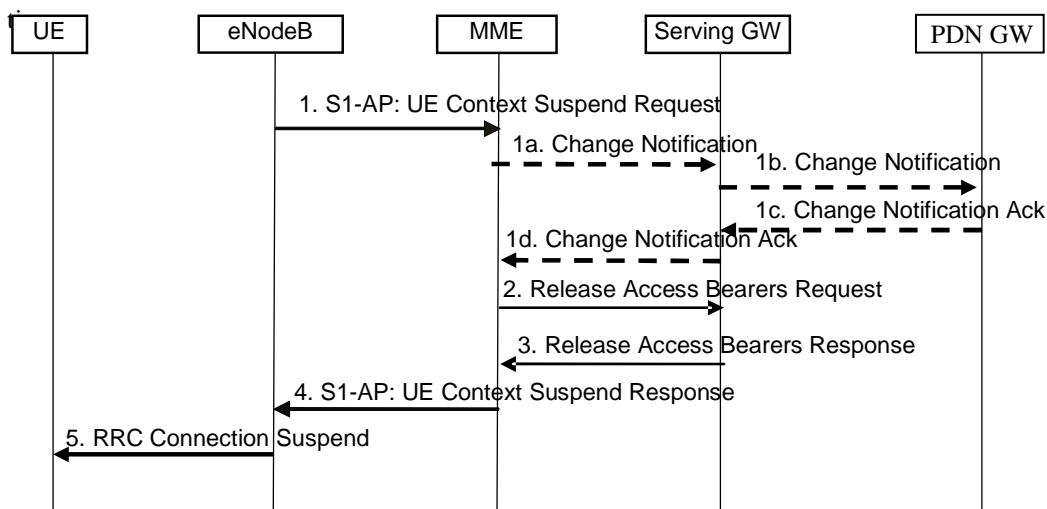 UE
eNodeB
MME
Serving GW
PDN GW
1. S1-AP: UE Context Suspend Request
1a. Change Notification
1b. Change Notification
1c. Change Notification Ack
1d. Change Notification Ack
2. Release Access Bearers Request
3. Release Access Bearers Response
4. S1-AP: UE Context Suspend Response
5. RRC Connection Suspend